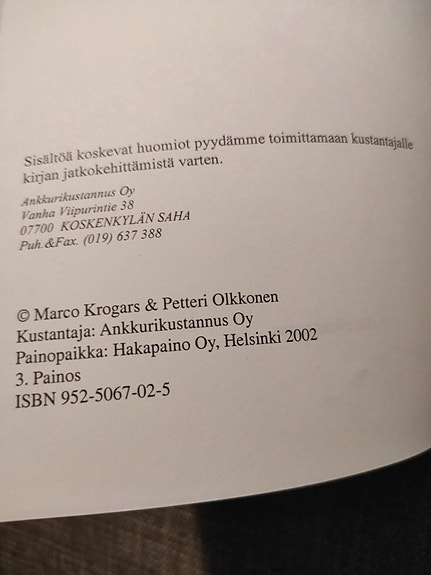 Sisältöä koskevat huomiot pyydämme toimittamaan kustantajalle
kirjan jatkokehittämistä varten.
Ankkurikustannus Oy
Vanha Viipurintie 38
07700 KOSKENKYLÄN SAHA
Puh.&Fax. (019) 637 388
© Marco Krogars & Petteri Olkkonen
Kustantaja: Ankkurikustannus Oy
Painopaikka: Hakapaino Oy, Helsinki 2002
3. Painos
ISBN 952-5067-02-5